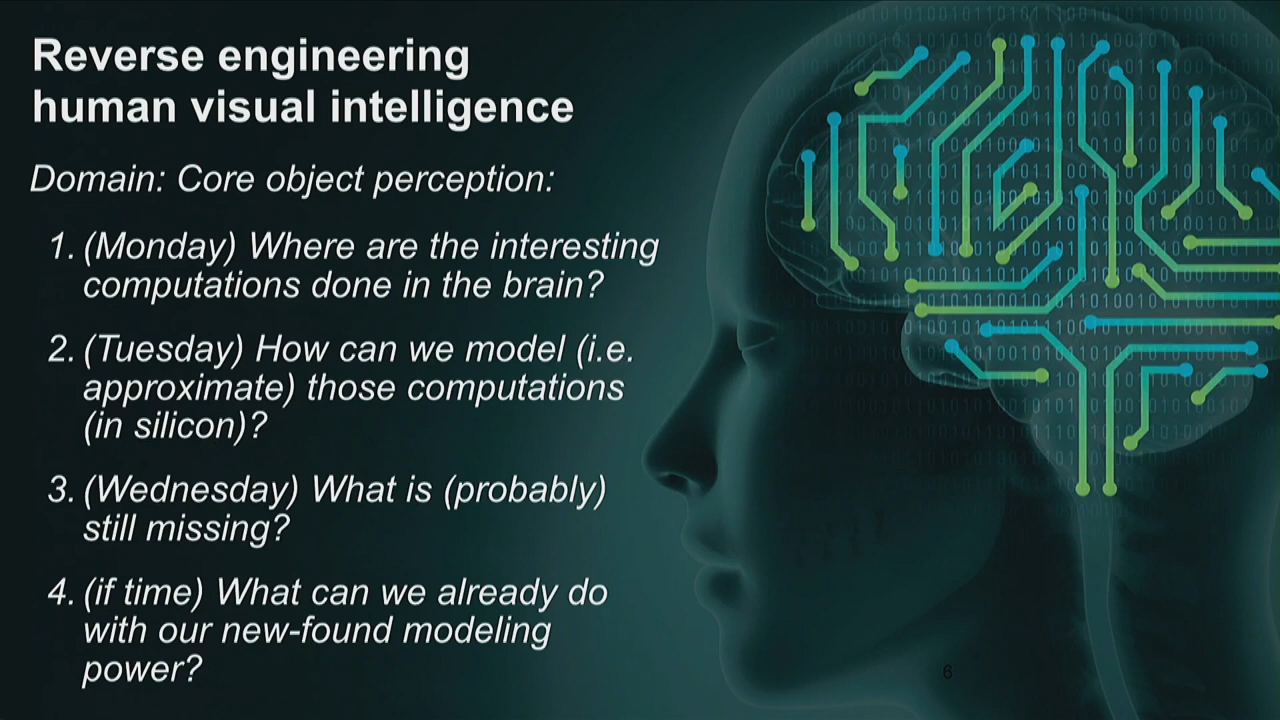 Reverse engineering
human visual intelligence
Domain: Core object perception:
1. (Monday) Where are the interesting
computations done in the brain?
2. (Tuesday) How can we model (i.e.
approximate) those computations
(in silicon)?
3. (Wednesday) What is (probably)
still missing?
4. (if time) What can we already do
with our new-found modeling
power?
6